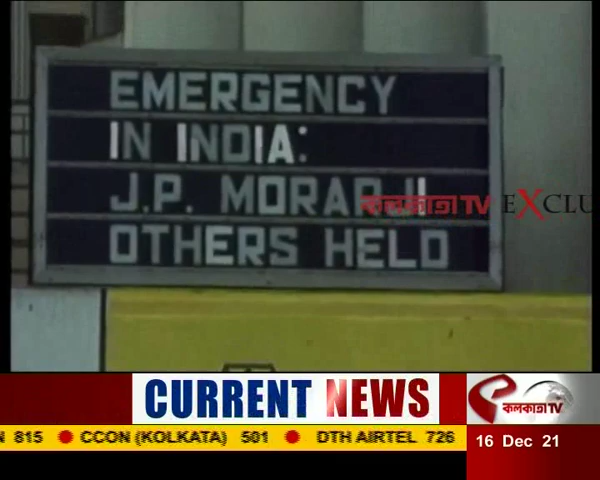 EMERGENCY
IN INDIA:
J.P. MORARJI
OTHERS HELD
কলকাতা TV EXCLU
CURRENT NEWS
কলকাতা TV
N 815 CCON (KOLKATA) 501 DTH AIRTEL 726
16 Dec 21